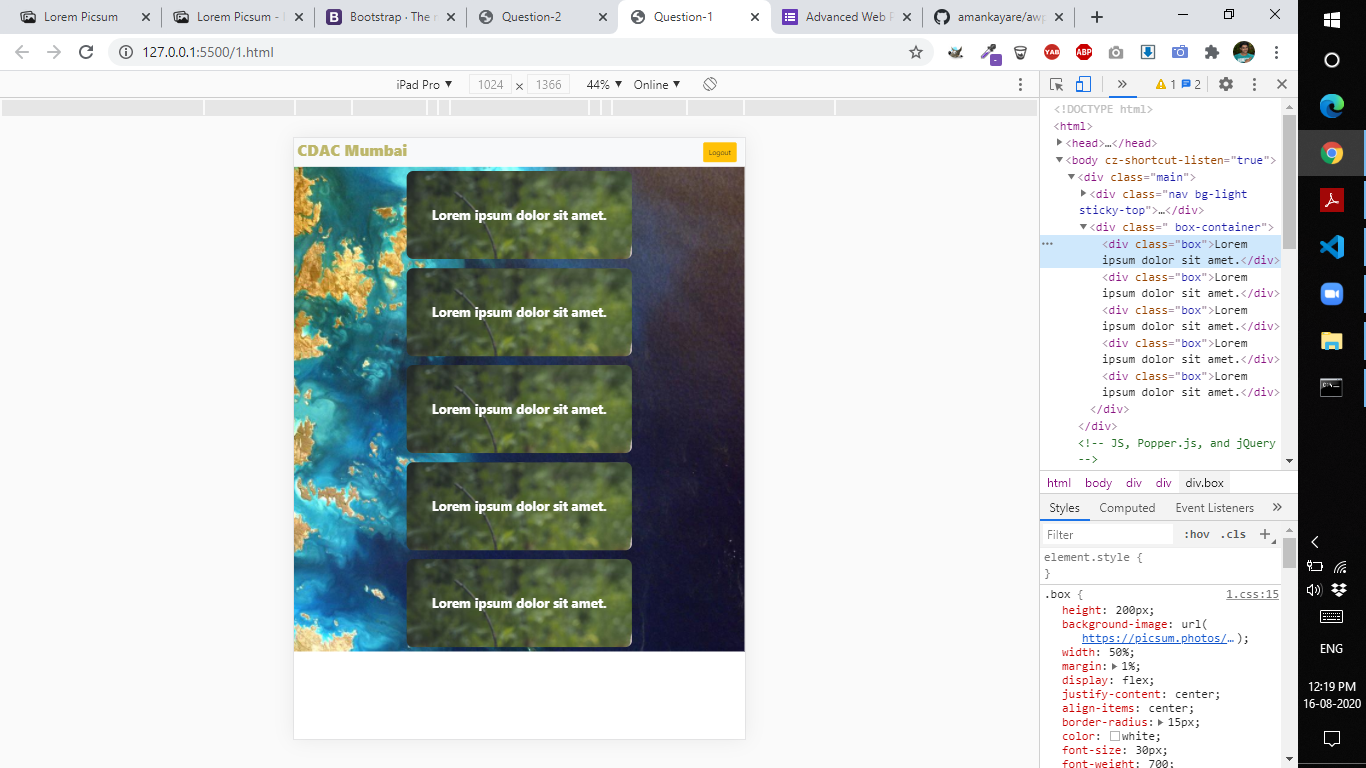 Lorem Picsum
Lorem Picsum - I
Bootstrap · The m
Question-2
Question-1
Advanced Web P
amankayare/awp
127.0.0.1:5500/1.html
YAB
ABP
iPad Pro
1024
x
1366
44%
Online
1
2
<!DOCTYPE html>
<html>
<head>…</head>
<body cz-shortcut-listen="true">
<div class="main">
<div class="nav bg-light
sticky-top">…</div>
<div class=" box-container">
<div class="box">Lorem
ipsum dolor sit amet.</div>
<div class="box">Lorem
ipsum dolor sit amet.</div>
<div class="box">Lorem
ipsum dolor sit amet.</div>
<div class="box">Lorem
ipsum dolor sit amet.</div>
<div class="box">Lorem
ipsum dolor sit amet.</div>
</div>
</div>
<!-- JS, Popper.js, and jQuery
-->
html body div div div.box
Styles Computed Event Listeners
Filter
:hov .cls
element.style {
}
.box {
1.css:15
height: 200px;
background-image: url(
https://picsum.photos/… );
width: 50%;
margin: 1%;
display: flex;
justify-content: center;
align-items: center;
border-radius: 15px;
color: white;
font-size: 30px;
font-weight: 700;
CDAC Mumbai
Logout
Lorem ipsum dolor sit amet.
Lorem ipsum dolor sit amet.
Lorem ipsum dolor sit amet.
Lorem ipsum dolor sit amet.
Lorem ipsum dolor sit amet.
ENG
12:19 PM
16-08-2020